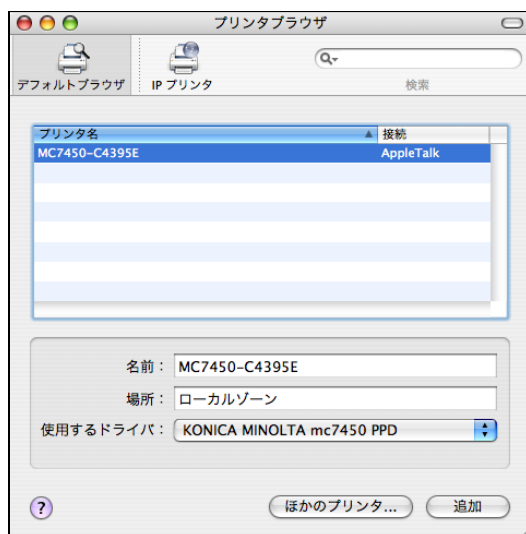 プリンタブラウザ
デフォルトブラウザ IP プリンタ 検索
プリンタ名 接続
MC7450-C4395E AppleTalk
名前： MC7450-C4395E
場所： ローカルゾーン
使用するドライバ： KONICA MINOLTA mc7450 PPD
? ほかのプリンタ... 追加